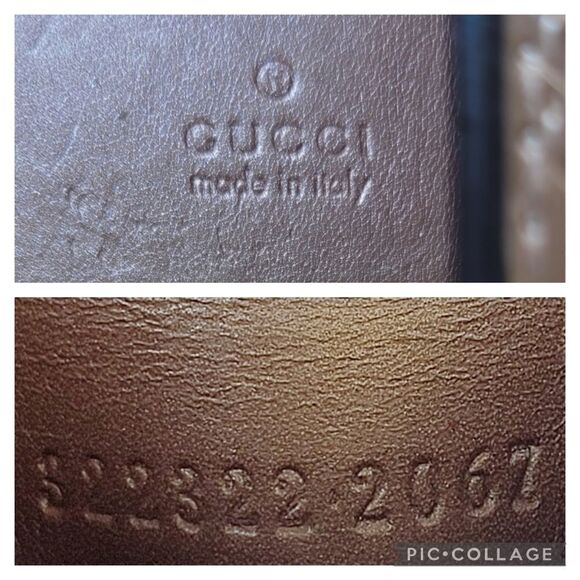 ®
GUCCI
made in italy
322322 2067
PIC•COLLAGE